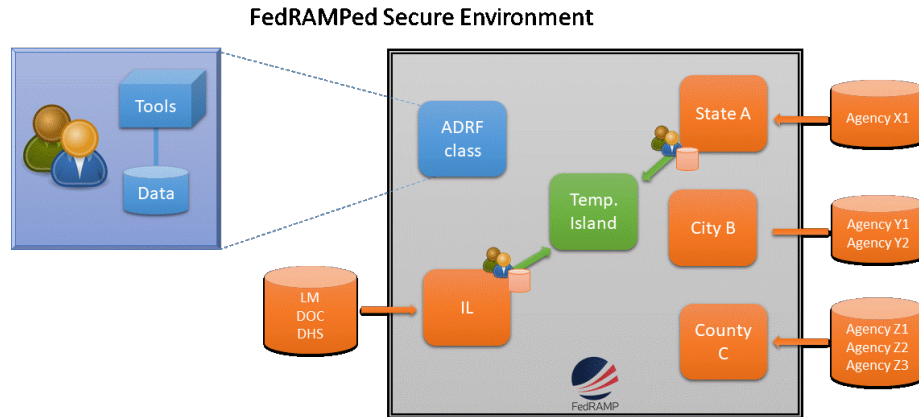 FedRAMPed Secure Environment
Tools
Data
ADRF
class
State A
Agency X1
Temp.
Island
City B
Agency Y1
Agency Y2
LM
DOC
DHS
IL
County
C
Agency Z1
Agency Z2
Agency Z3
FedRAMP